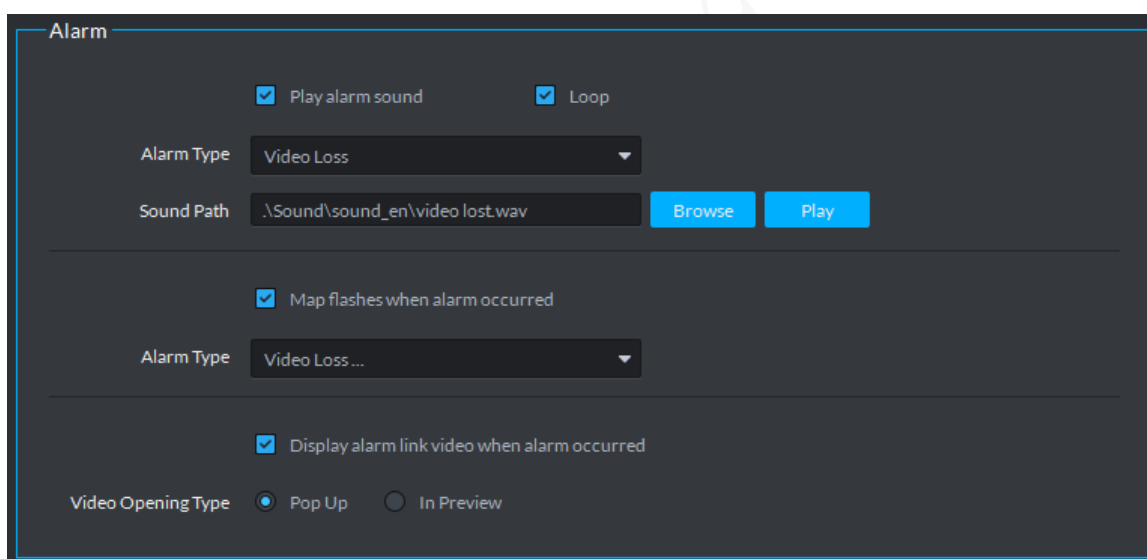 Alarm
Play alarm sound Loop
Alarm Type Video Loss
Sound Path .\Sound\sound_en\video lost.wav Browse Play
Map flashes when alarm occurred
Alarm Type Video Loss ...
Display alarm link video when alarm occurred
Video Opening Type Pop Up In Preview